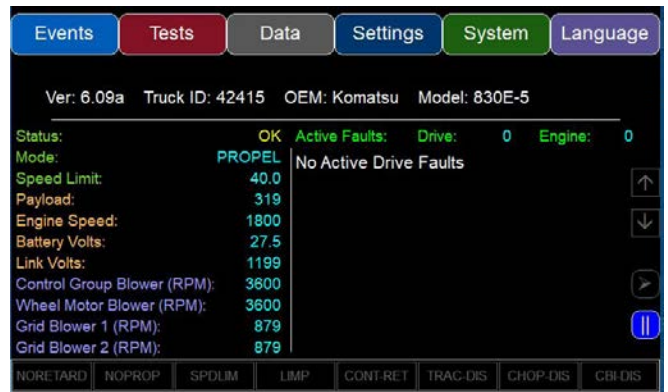 Events Tests Data Settings System Language
Ver: 6.09a Truck ID: 42415 OEM: Komatsu Model: 830E-5
Status: OK Active Faults: Drive: 0 Engine: 0
Mode: PROPEL No Active Drive Faults
Speed Limit: 40.0
Payload: 319
Engine Speed: 1800
Battery Volts: 27.5
Link Volts: 1199
Control Group Blower (RPM): 3600
Wheel Motor Blower (RPM): 3600
Grid Blower 1 (RPM): 879
Grid Blower 2 (RPM): 879
NORETARD NOPROP SPDLIM LIMP CONT-RET TRAC-DIS CHOP-DIS CBI-DIS